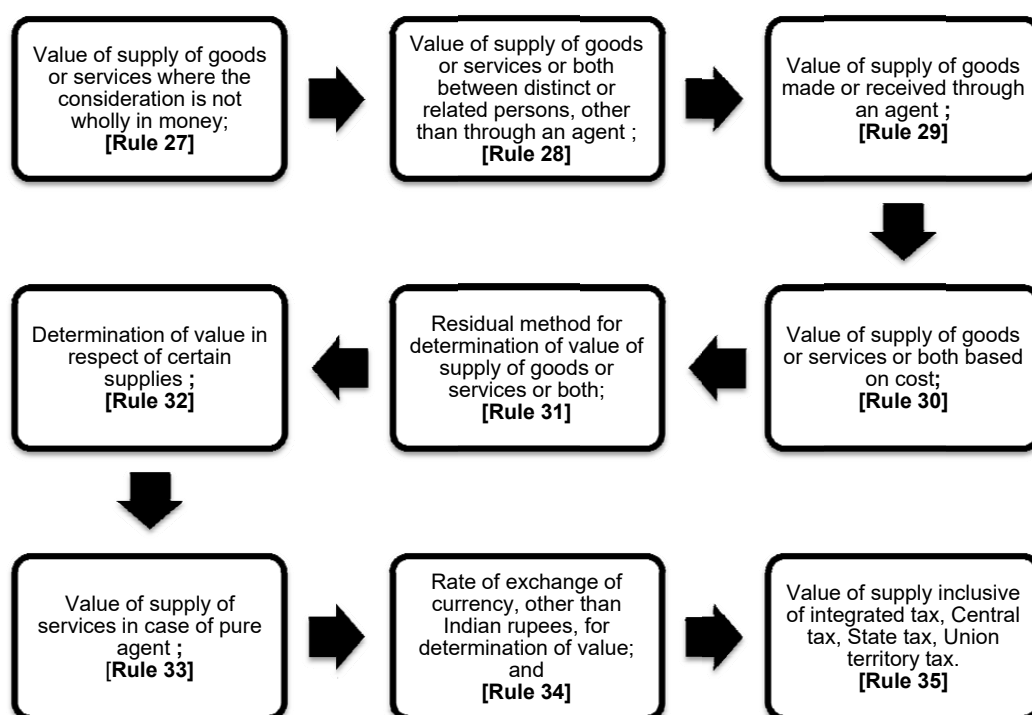 Value of supply of goods
or services where the
consideration is not
wholly in money;
[Rule 27]
Value of supply of goods
or services or both
between distinct or
related persons, other
than through an agent ;
[Rule 28]
Value of supply of goods
made or received through
an agent ;
[Rule 29]
Value of supply of goods
or services or both based
on cost;
[Rule 30]
Residual method for
determination of value of
supply of goods or
services or both;
[Rule 31]
Determination of value in
respect of certain
supplies ;
[Rule 32]
Value of supply of
services in case of pure
agent ;
[Rule 33]
Rate of exchange of
currency, other than
Indian rupees, for
determination of value;
and
[Rule 34]
Value of supply inclusive
of integrated tax, Central
tax, State tax, Union
territory tax.
[Rule 35]